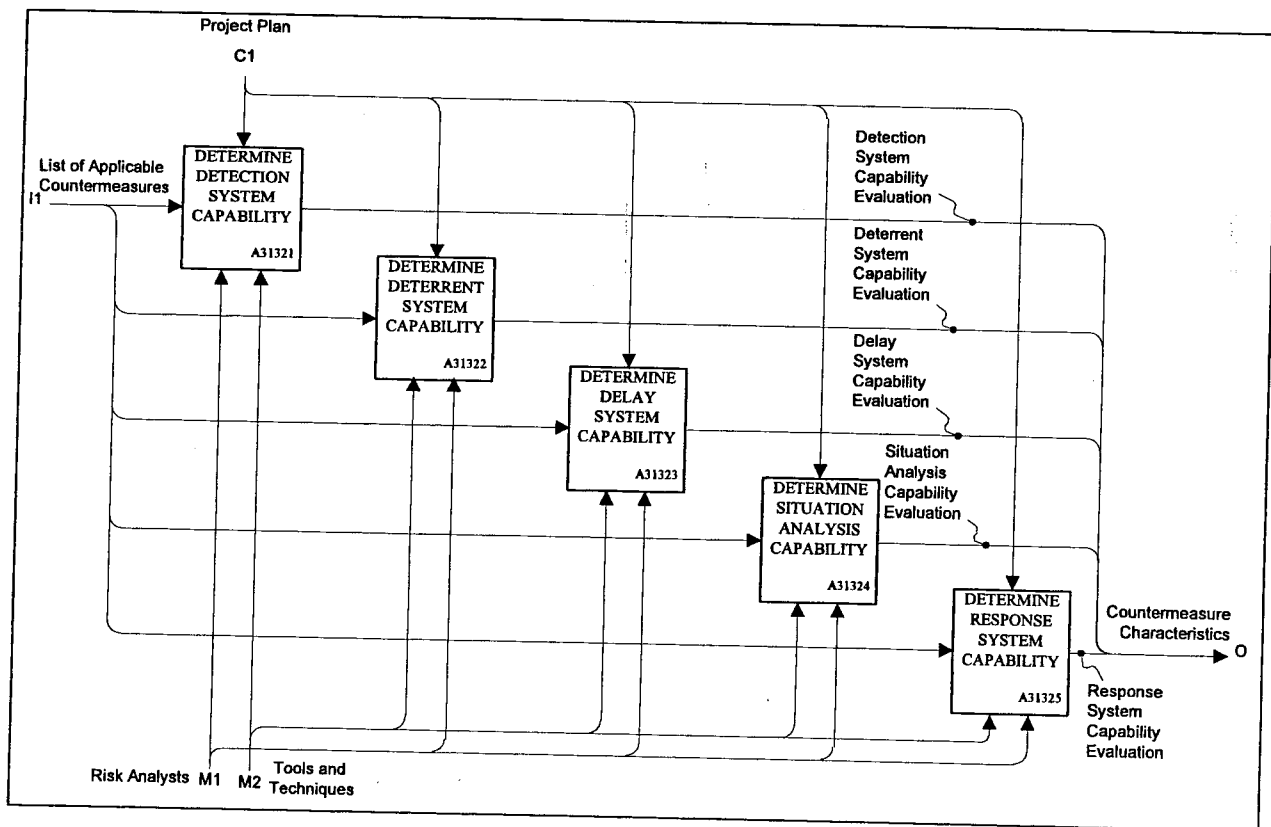 Project Plan
C1
List of Applicable
Countermeasures
I1
DETERMINE
DETECTION
SYSTEM
CAPABILITY
A31321
Detection
System
Capability
Evaluation
DETERMINE
DETERRENT
SYSTEM
CAPABILITY
A31322
Deterrent
System
Capability
Evaluation
DETERMINE
DELAY
SYSTEM
CAPABILITY
A31323
Delay
System
Capability
Evaluation
DETERMINE
SITUATION
ANALYSIS
CAPABILITY
A31324
Situation
Analysis
Capability
Evaluation
DETERMINE
RESPONSE
SYSTEM
CAPABILITY
A31325
Countermeasure
Characteristics
O
Response
System
Capability
Evaluation
Risk Analysts M1
M2 Tools and
Techniques